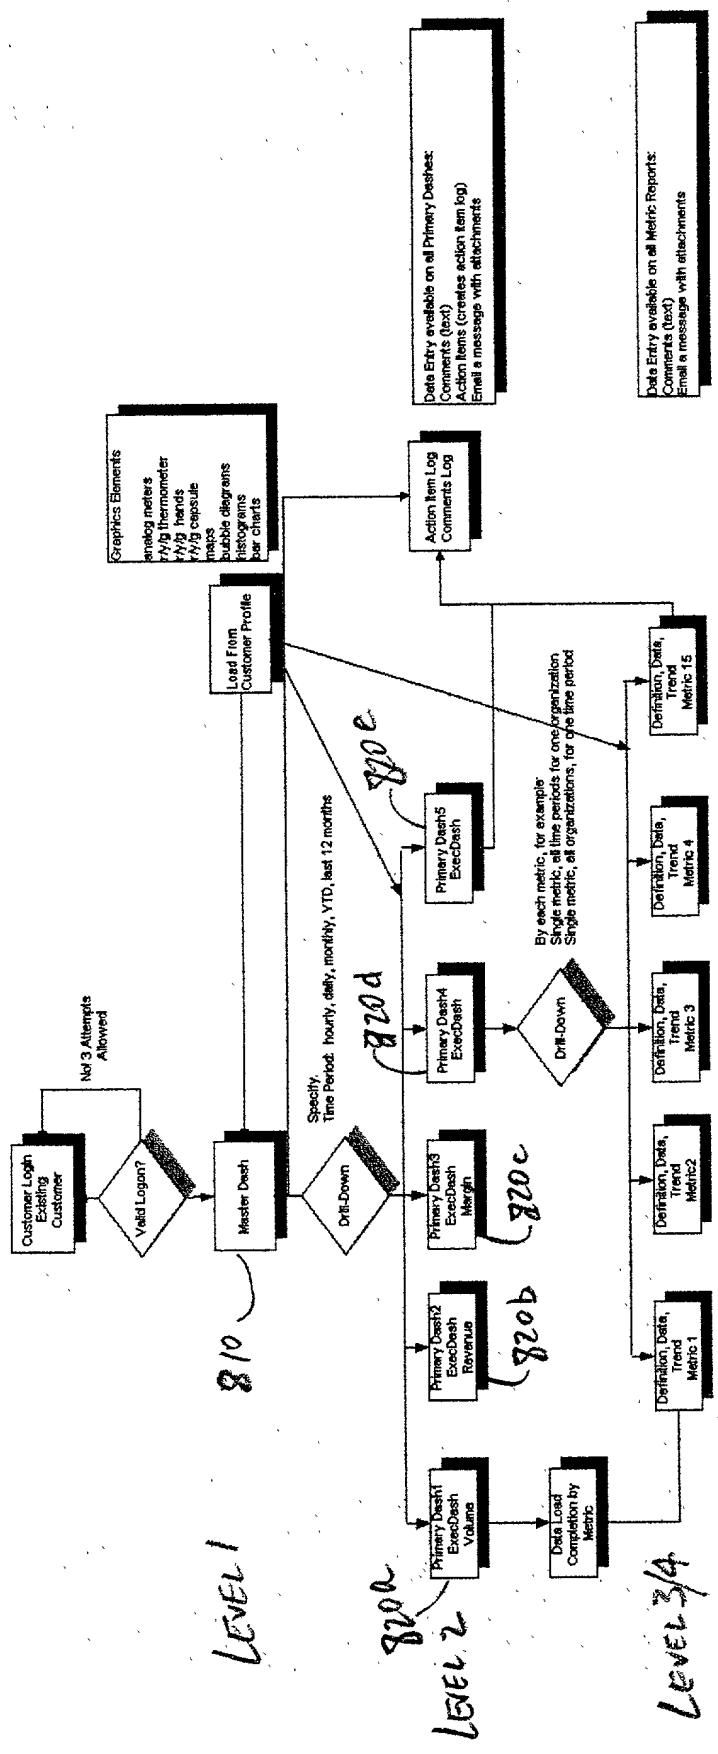 Customer Login
Existing
Customer
No! 3 Attempts
Allowed
Valid Logon?
Graphics Elements
analog meters
r/y/g thermometer
r/y/g hands
r/y/g capsule
maps
bubble diagrams
histograms
bar charts
LEVEL 1
810
Master Dash
Load From
Customer Profile
Specify,
Time Period: hourly, daily, monthly, YTD, last 12 months
Drill-Down
820a
LEVEL 2
Primary Dash1
ExecDash
Volume
Primary Dash2
ExecDash
Revenue
820b
Primary Dash3
ExecDash
Margin
820c
Primary Dash4
ExecDash
820d
Primary Dash5
ExecDash
820e
Action Item Log
Comments Log
Data Entry available on all Primary Dashes:
Comments (text)
Action Items (creates action item log)
Email a message with attachments
Data Load
Completion by
Metric
Drill-Down
By each metric, for example:
Single metric, all time periods for one organization
Single metric, all organizations, for one time period
LEVEL 3/4
Definition, Data,
Trend
Metric 1
Definition, Data,
Trend
Metric2
Definition, Data,
Trend
Metric 3
Definition, Data,
Trend
Metric 4
Definition, Data,
Trend
Metric 15
Data Entry available on all Metric Reports:
Comments (text)
Email a message with attachments